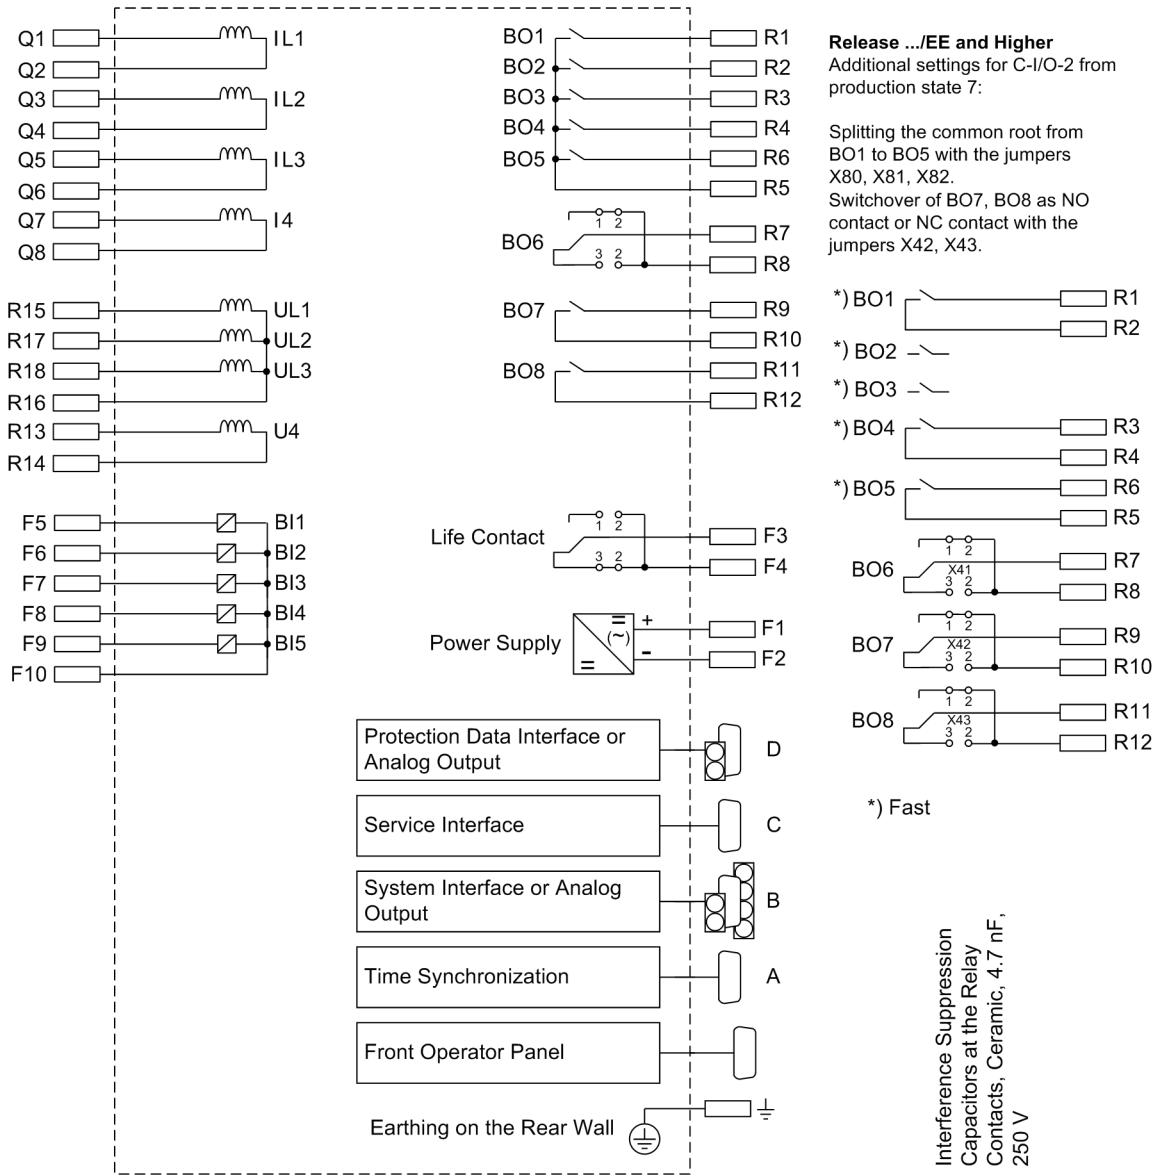 Q1
IL1
Q2
Q3
IL2
Q4
Q5
IL3
Q6
Q7
I4
Q8
R15
UL1
R17
UL2
R18
UL3
R16
R13
U4
R14
F5
BI1
F6
BI2
F7
BI3
F8
BI4
F9
BI5
F10
BO1
R1
BO2
R2
BO3
R3
BO4
R4
BO5
R6
R5
1 2
BO6
R7
3 2
R8
BO7
R9
R10
BO8
R11
R12
1 2
Life Contact
F3
3 2
F4
Power Supply
=
(~)
=
+
-
F1
F2
Protection Data Interface or
Analog Output
D
Service Interface
C
System Interface or Analog
Output
B
Time Synchronization
A
Front Operator Panel
Earthing on the Rear Wall
Release .../EE and Higher
Additional settings for C-I/O-2 from
production state 7:
Splitting the common root from
BO1 to BO5 with the jumpers
X80, X81, X82.
Switchover of BO7, BO8 as NO
contact or NC contact with the
jumpers X42, X43.
*) BO1
R1
R2
*) BO2
*) BO3
*) BO4
R3
R4
*) BO5
R6
R5
1 2
BO6
X41
R7
3 2
R8
1 2
BO7
X42
R9
3 2
R10
1 2
BO8
X43
R11
3 2
R12
*) Fast
Interference Suppression
Capacitors at the Relay
Contacts, Ceramic, 4.7 nF,
250 V